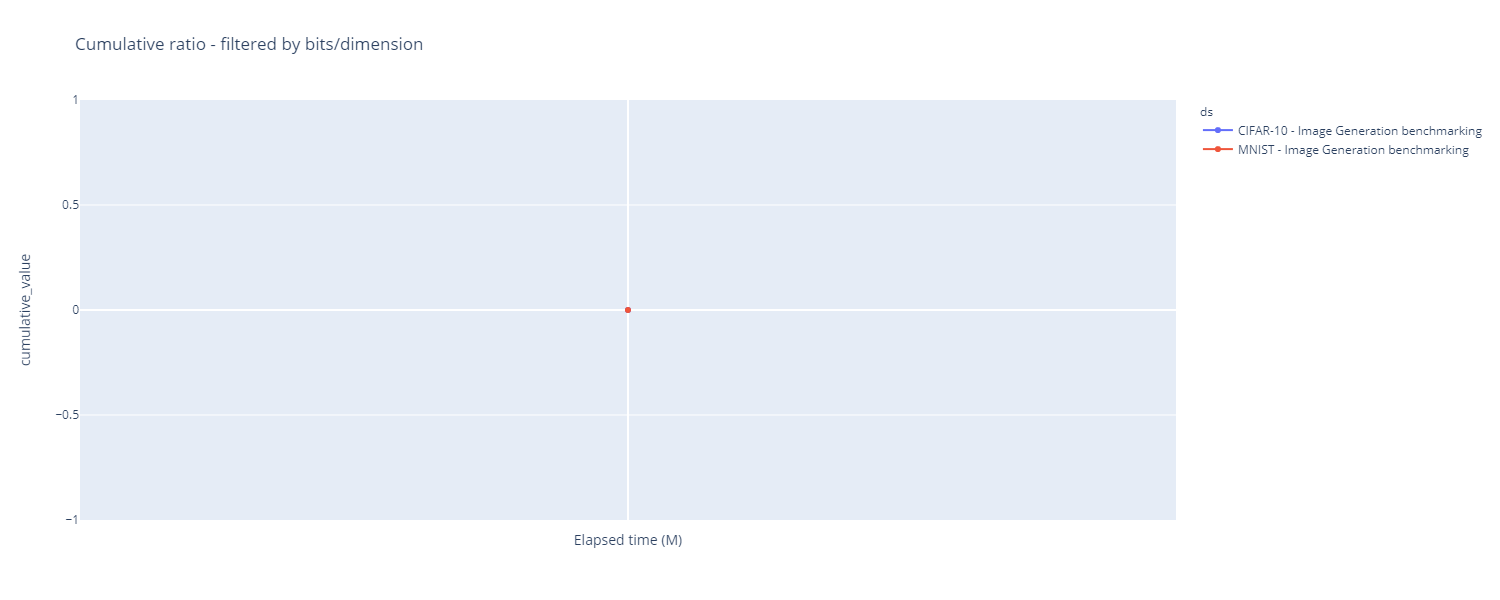 Cumulative ratio - filtered by bits/dimension
1
0.5
0
−0.5
−1
cumulative_value
Elapsed time (M)
ds
CIFAR-10 - Image Generation benchmarking
MNIST - Image Generation benchmarking